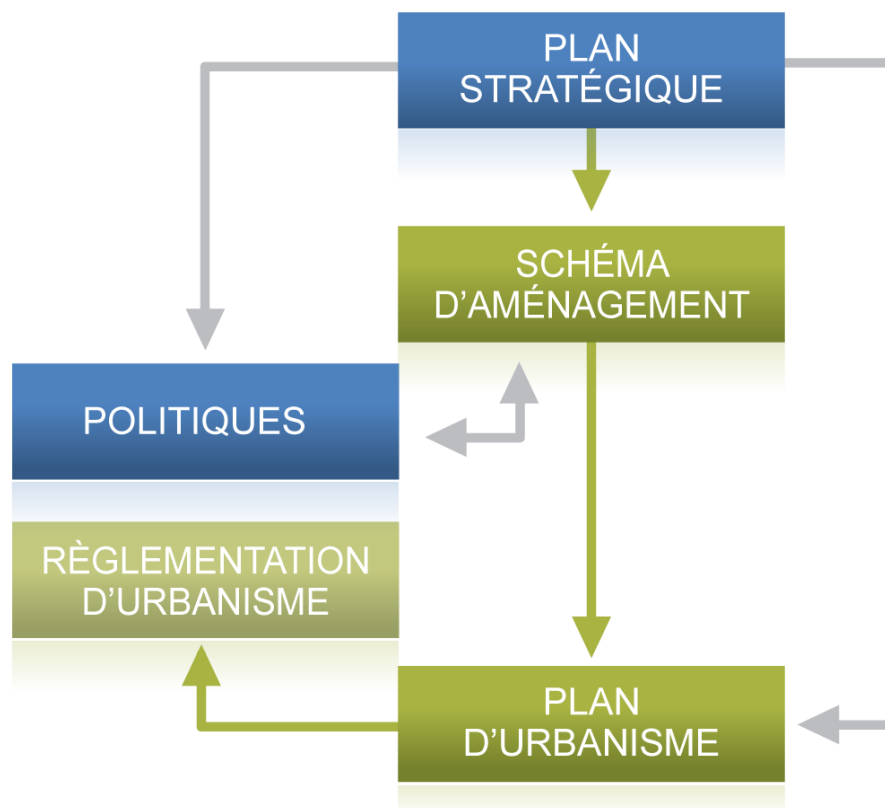 PLAN
STRATÉGIQUE
SCHÉMA
D’AMÉNAGEMENT
POLITIQUES
RÈGLEMENTATION
D’URBANISME
PLAN
D’URBANISME